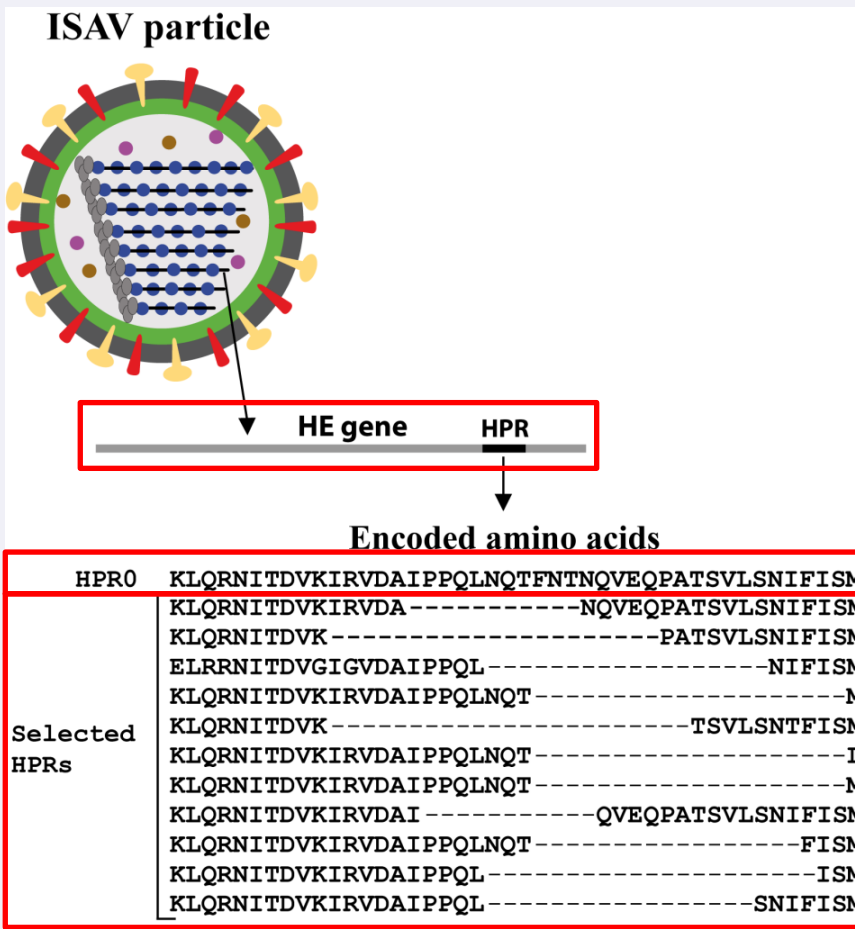 ISAV particle
HE gene HPR
Encoded amino acids
HPR0 KLQRNITDVKIRVDAIPPQLNQTFNTNQVEQPATSVLSNIFISM
Selected HPRs
KLQRNITDVKIRVDA-----------NQVEQPATSVLSNIFISM
KLQRNITDVK---------------------PATSVLSNIFISM
ELRRNITDVGIGVDAIPPQL------------------NIFISM
KLQRNITDVKIRVDAIPPQLNQT--------------------M
KLQRNITDVK-----------------------TSVLSNTFISM
KLQRNITDVKIRVDAIPPQLNQT--------------------I
KLQRNITDVKIRVDAIPPQLNQT--------------------M
KLQRNITDVKIRVDAI-----------QVEQPATSVLSNIFISM
KLQRNITDVKIRVDAIPPQLNQT-----------------FISM
KLQRNITDVKIRVDAIPPQL---------------------ISM
KLQRNITDVKIRVDAIPPQL-----------------SNIFISM